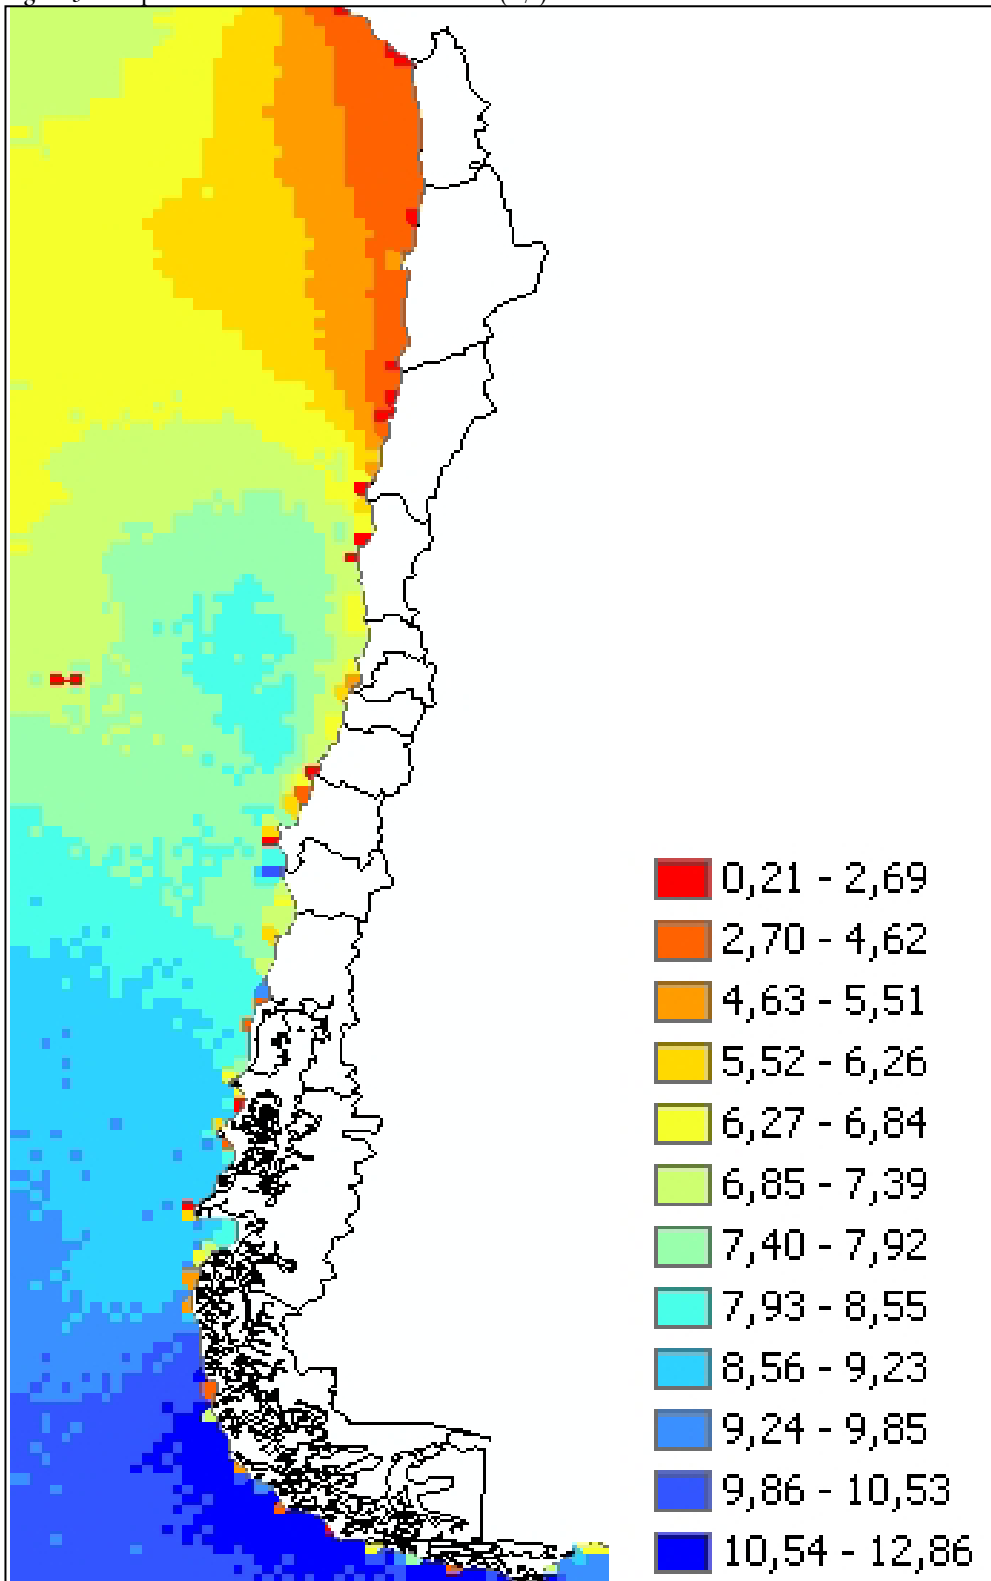 0,21 - 2,69
2,70 - 4,62
4,63 - 5,51
5,52 - 6,26
6,27 - 6,84
6,85 - 7,39
7,40 - 7,92
7,93 - 8,55
8,56 - 9,23
9,24 - 9,85
9,86 - 10,53
10,54 - 12,86